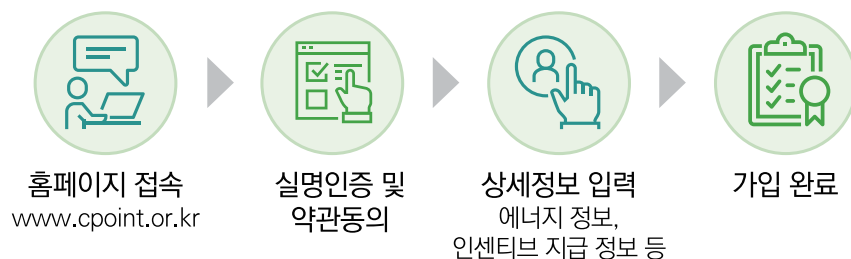 홈페이지 접속
www.cpoint.or.kr
실명인증 및
약관동의
상세정보 입력
에너지 정보,
인센티브 지급 정보 등
가입 완료